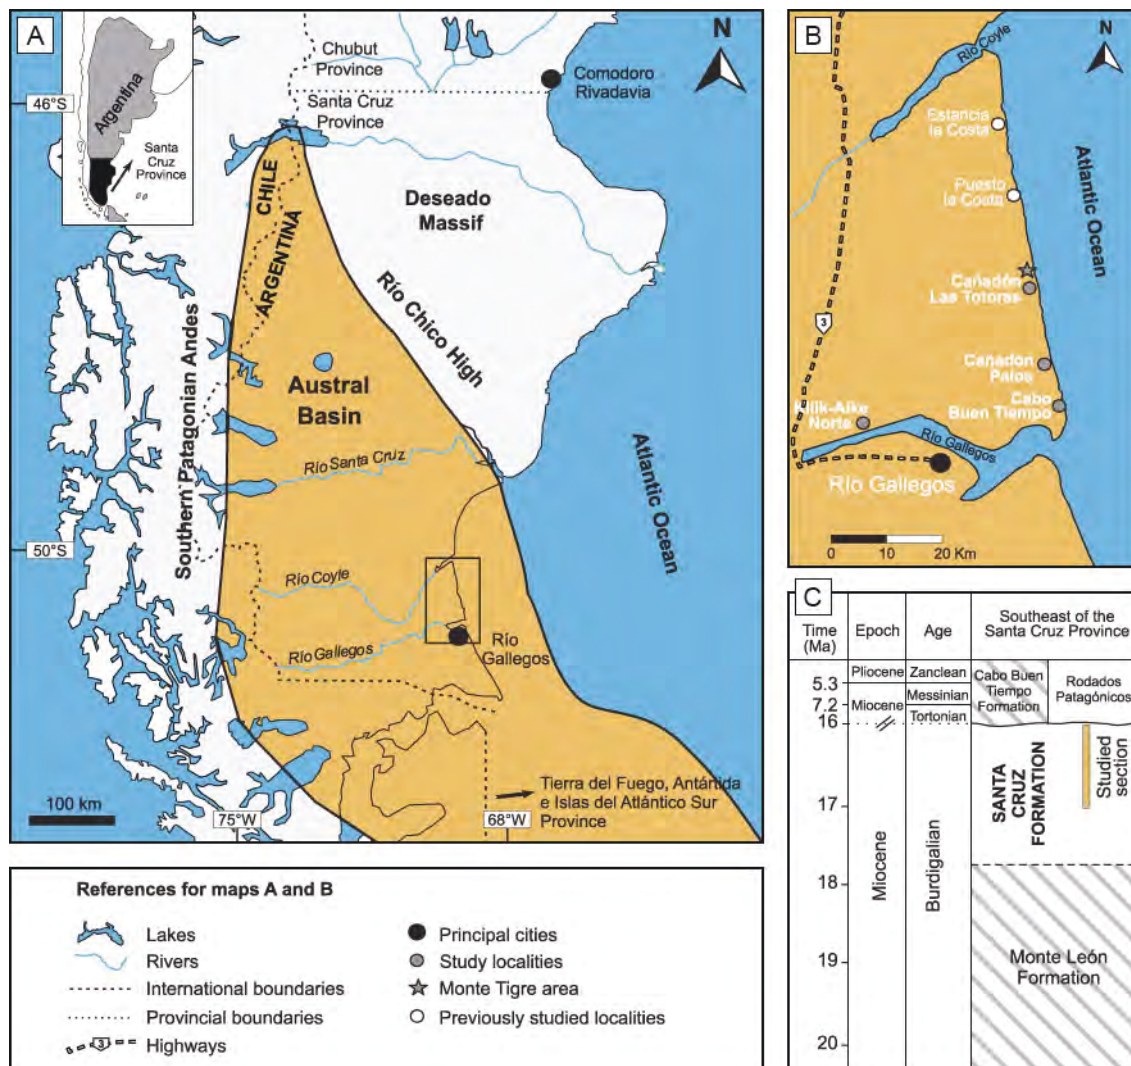 A
N
Chubut
Province
Comodoro
Rivadavia
46°S
Argentina
Santa
Cruz
Province
Santa Cruz
Province
CHILE
ARGENTINA
Deseado
Massif
Río Chico High
Southern Patagonian Andes
Austral
Basin
Río Santa Cruz
Atlantic Ocean
50°S
Río Coyle
Río Gallegos
Río
Gallegos
100 km
75°W
68°W
Tierra del Fuego, Antártida
e Islas del Atlántico Sur
Province
References for maps A and B
Lakes
Rivers
International boundaries
Provincial boundaries
3
Highways
Principal cities
Study localities
Monte Tigre area
Previously studied localities
B
N
Río Coyle
Estancia
la Costa
Puesto
la Costa
Atlantic Ocean
Cañadón
Las Totoras
3
Cañadón
Palos
Cabo
Buen Tiempo
Killik-Aike
Norte
Río Gallegos
Río Gallegos
0 10 20 Km
C
Time
(Ma)
Epoch
Age
Southeast of the
Santa Cruz Province
Pliocene
Zanclean
Cabo Buen
Tiempo
Formation
Rodados
Patagónicos
5.3
Messinian
7.2
Miocene
Tortonian
16
SANTA
CRUZ
FORMATION
Studied
section
17
Miocene
Burdigalian
18
19
Monte León
Formation
20